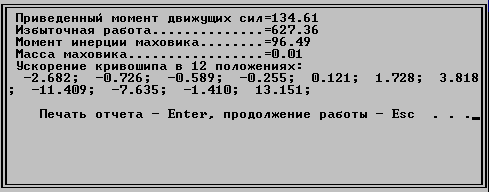 Приведенный момент движущих сил=134.61
Избыточная работа...............=627.36
Момент инерции маховика........=96.49
Масса маховика..................=0.01
Ускорение кривошипа в 12 положениях:
-2.682; -0.726; -0.589; -0.255; 0.121; 1.728; 3.818
; -11.409; -7.635; -1.410; 13.151;
Печать отчета - Enter, продолжение работы - Esc . . ._